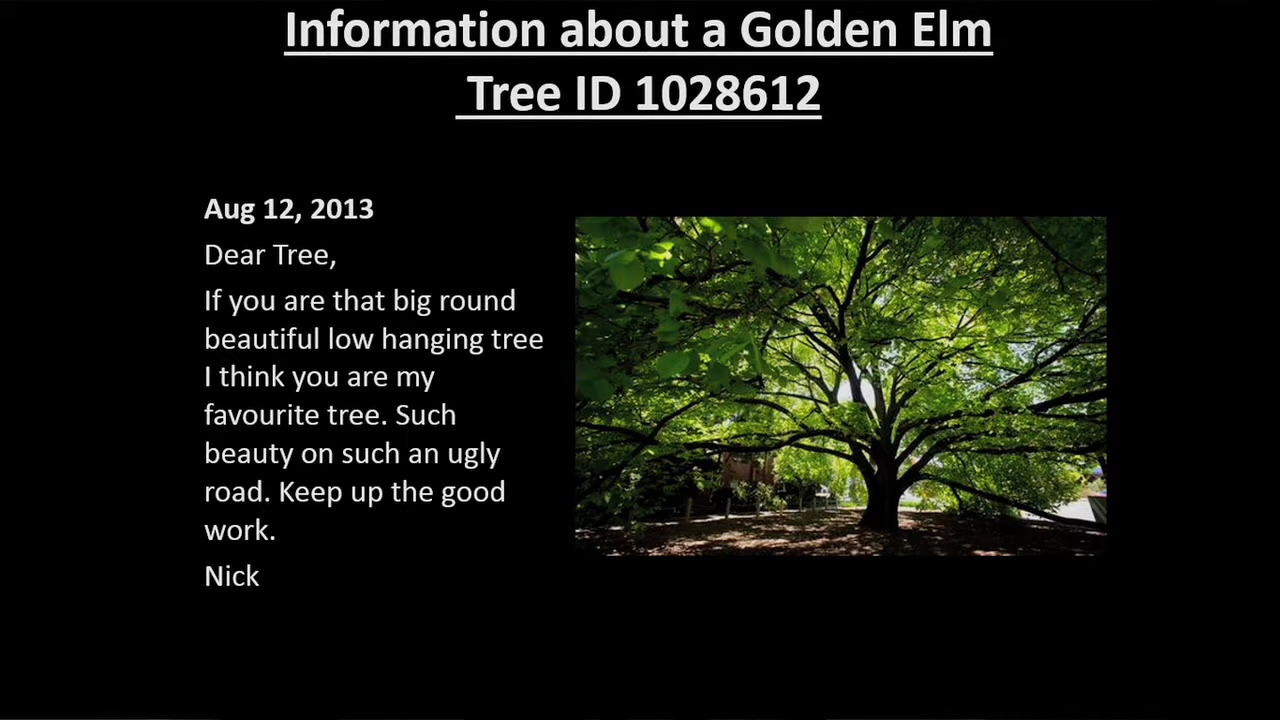 Information about a Golden Elm
Tree ID 1028612
Aug 12, 2013
Dear Tree,
If you are that big round
beautiful low hanging tree
I think you are my
favourite tree. Such
beauty on such an ugly
road. Keep up the good
work.
Nick